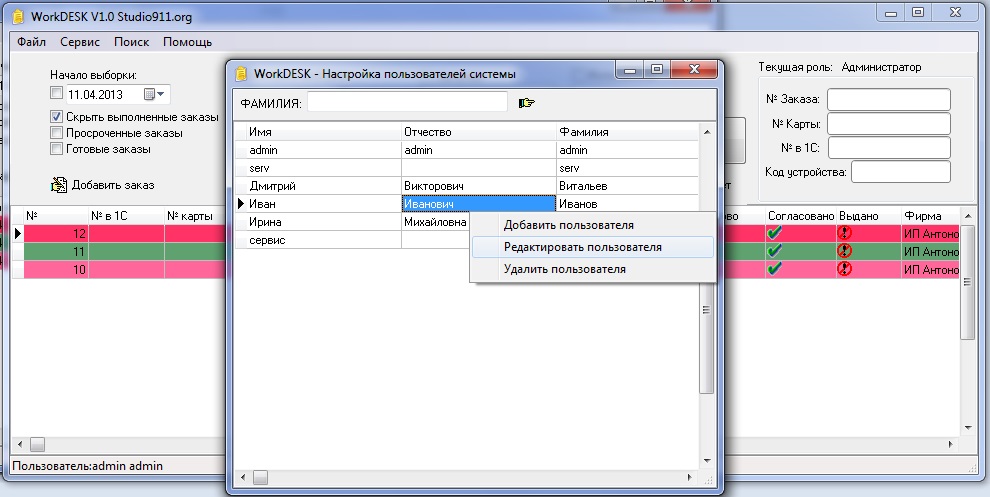 WorkDESK V1.0 Studio911.org
Файл Сервис Поиск Помощь
Начало выборки:
11.04.2013
Скрыть выполненные заказы
Просроченные заказы
Готовые заказы
Добавить заказ
Текущая роль: Администратор
№ Заказа:
№ Карты:
№ в 1С:
Код устройства:
№ № в 1С № карты Согласовано Выдано Фирма
12 ИП Антоно
11 ИП Антоно
10 ИП Антоно
Пользователь:admin admin
WorkDESK - Настройка пользователей системы
ФАМИЛИЯ:
Имя Отчество Фамилия
admin admin admin
serv serv
Дмитрий Викторович Витальев
Иван Иванович Иванов
Ирина Михайловна
сервис
Добавить пользователя
Редактировать пользователя
Удалить пользователя